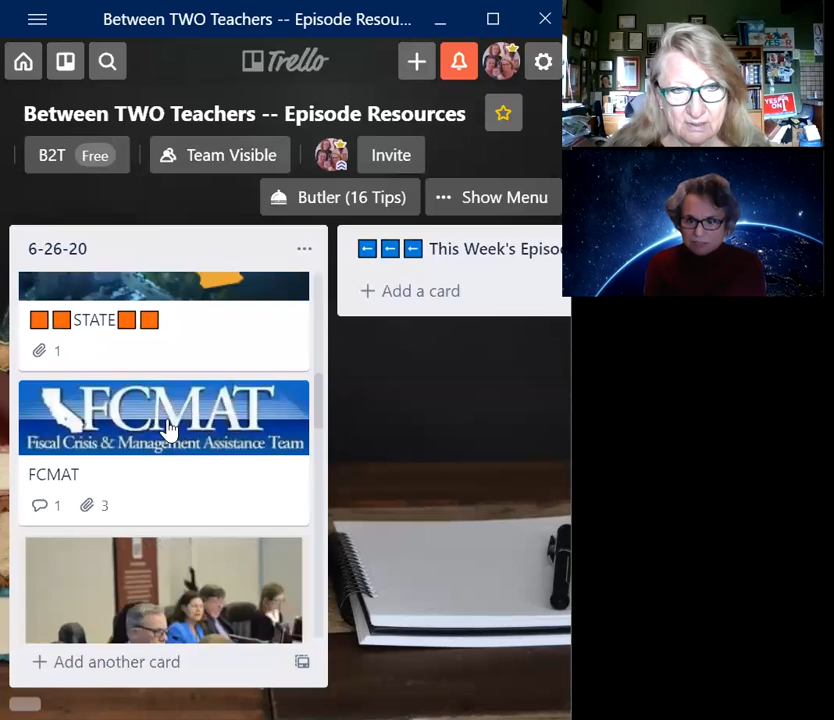 Between TWO Teachers -- Episode Resou...
Trello
Between TWO Teachers -- Episode Resources
B2T Free
Team Visible
Invite
Butler (16 Tips)
Show Menu
6-26-20
STATE
1
FCMAT
Fiscal Crisis & Management Assistance Team
FCMAT
1
3
Add another card
This Week's Episo
Add a card